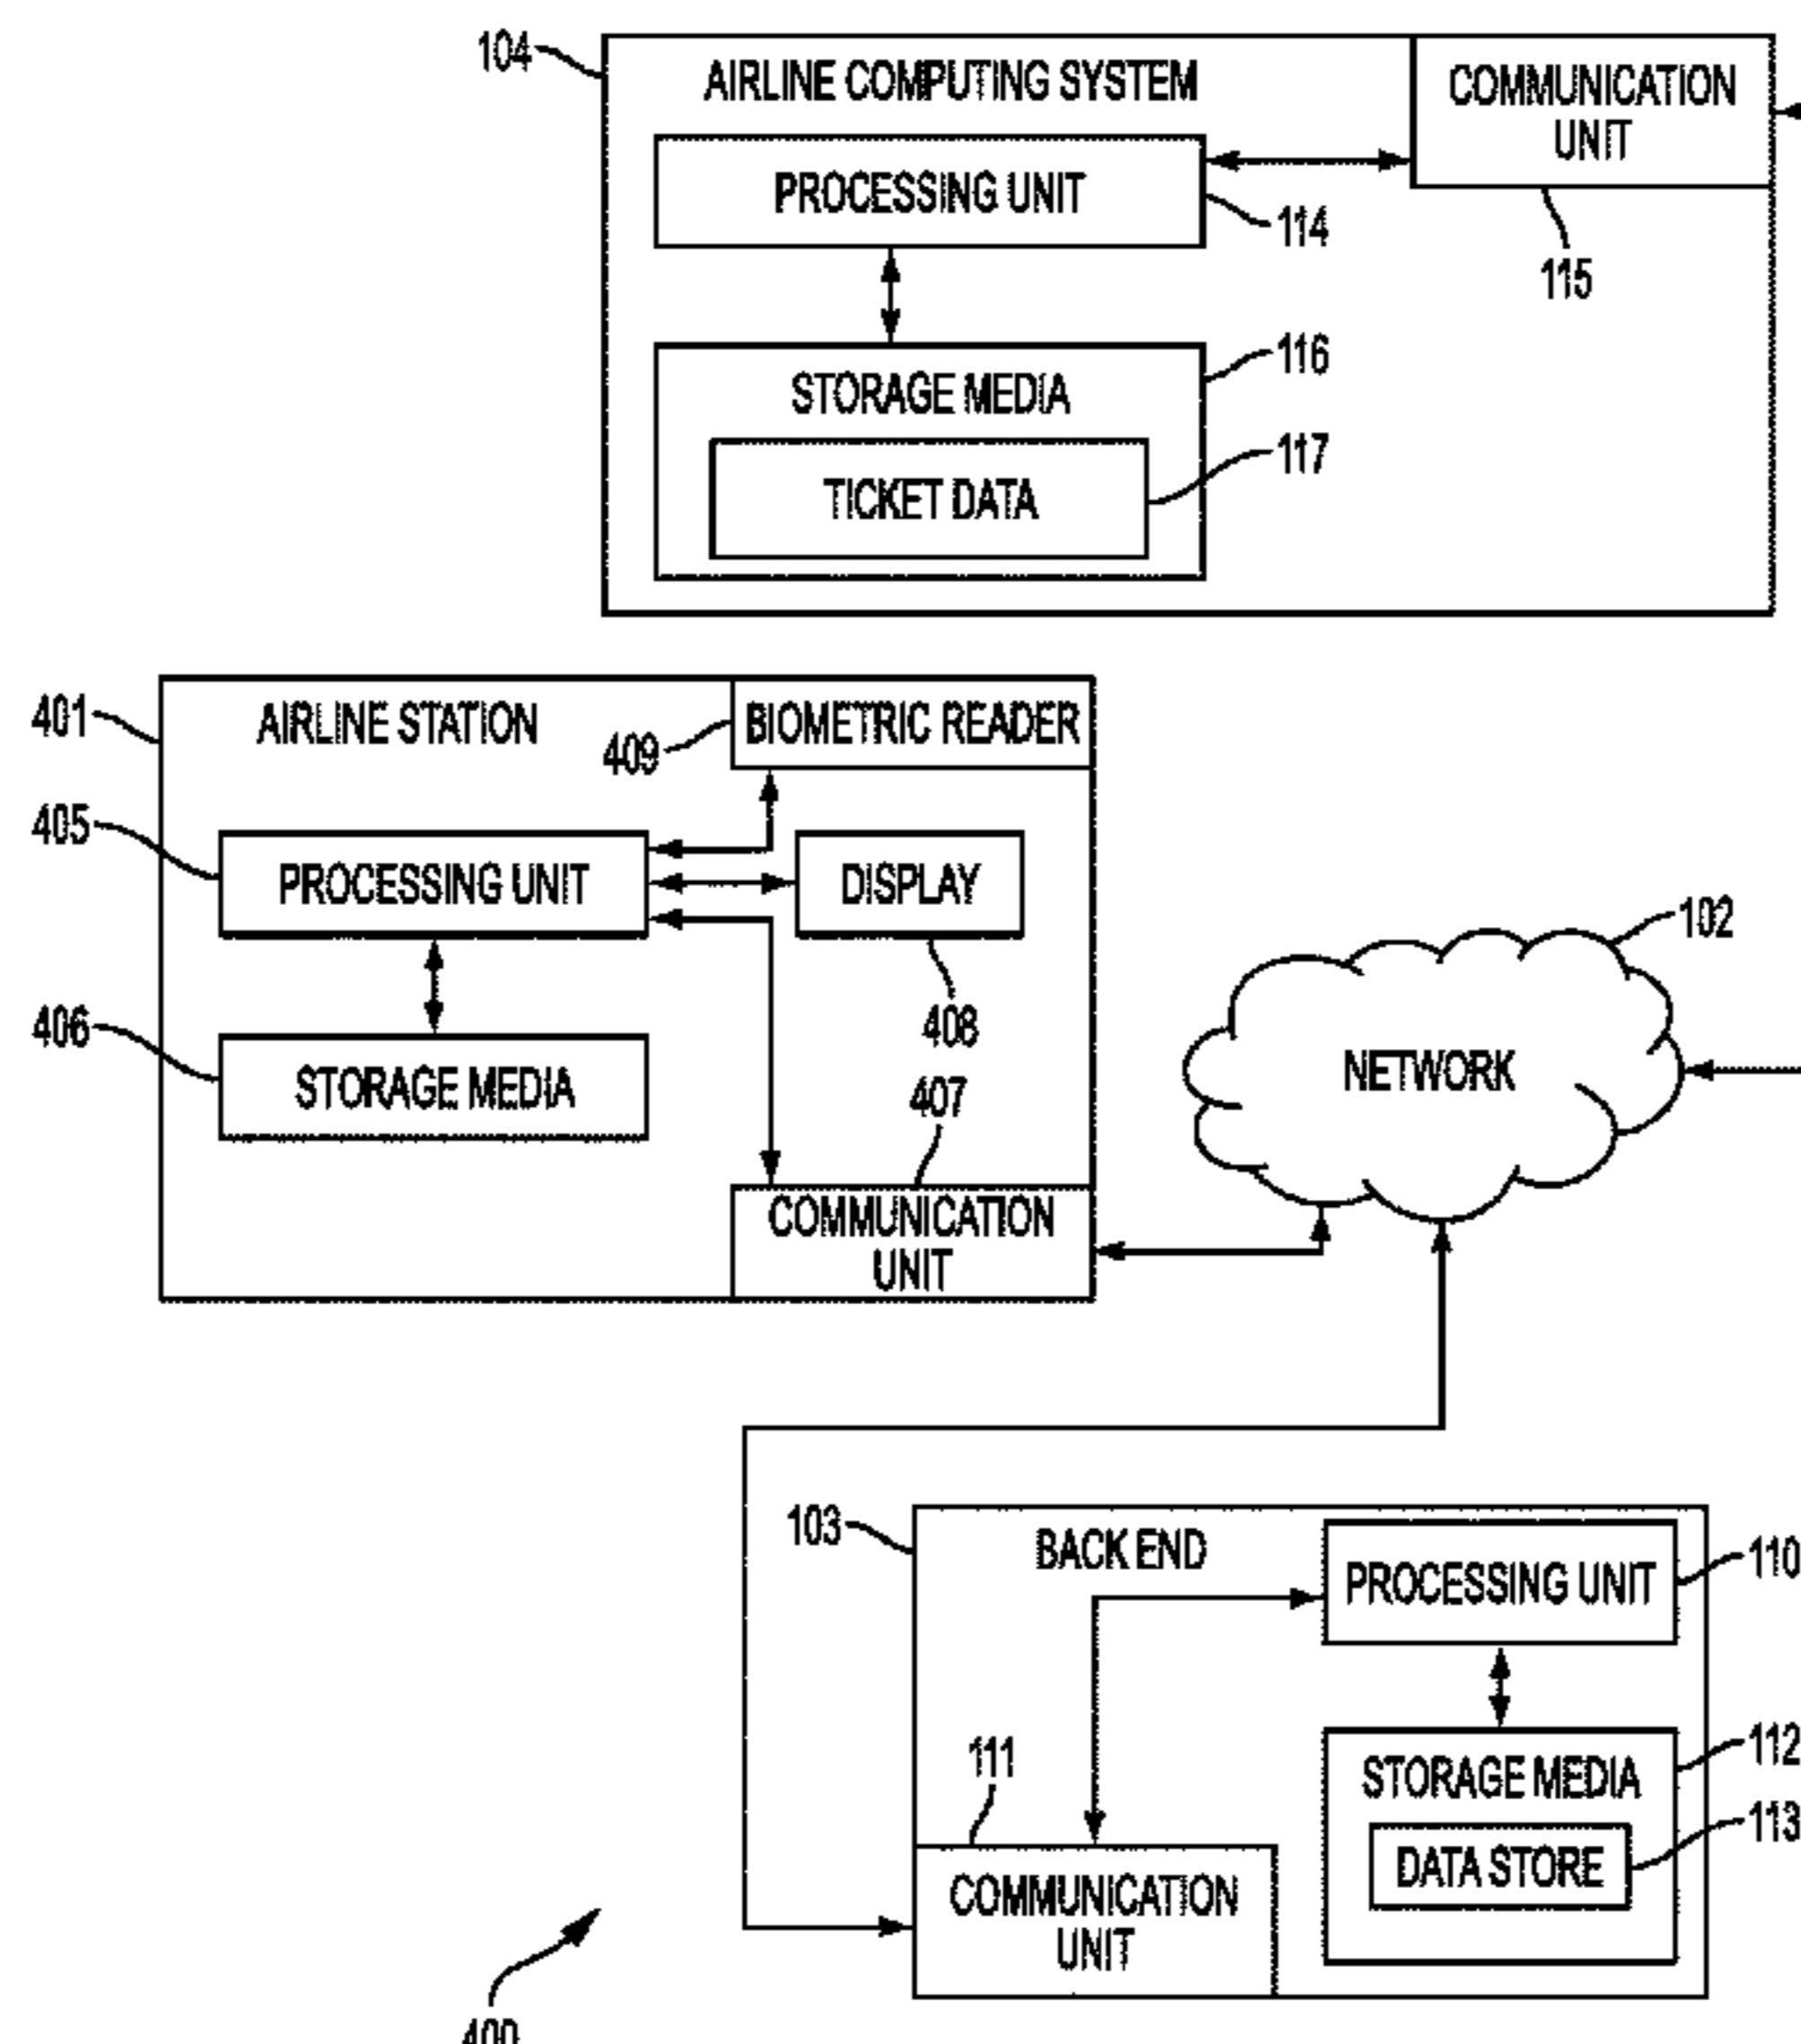 104
AIRLINE COMPUTING SYSTEM
COMMUNICATION
UNIT
PROCESSING UNIT
114
115
STORAGE MEDIA
116
TICKET DATA
117
401
AIRLINE STATION
409
BIOMETRIC READER
405
PROCESSING UNIT
DISPLAY
408
406
STORAGE MEDIA
407
COMMUNICATION
UNIT
102
NETWORK
103
BACK END
PROCESSING UNIT
110
111
STORAGE MEDIA
112
DATA STORE
113
COMMUNICATION
UNIT
400